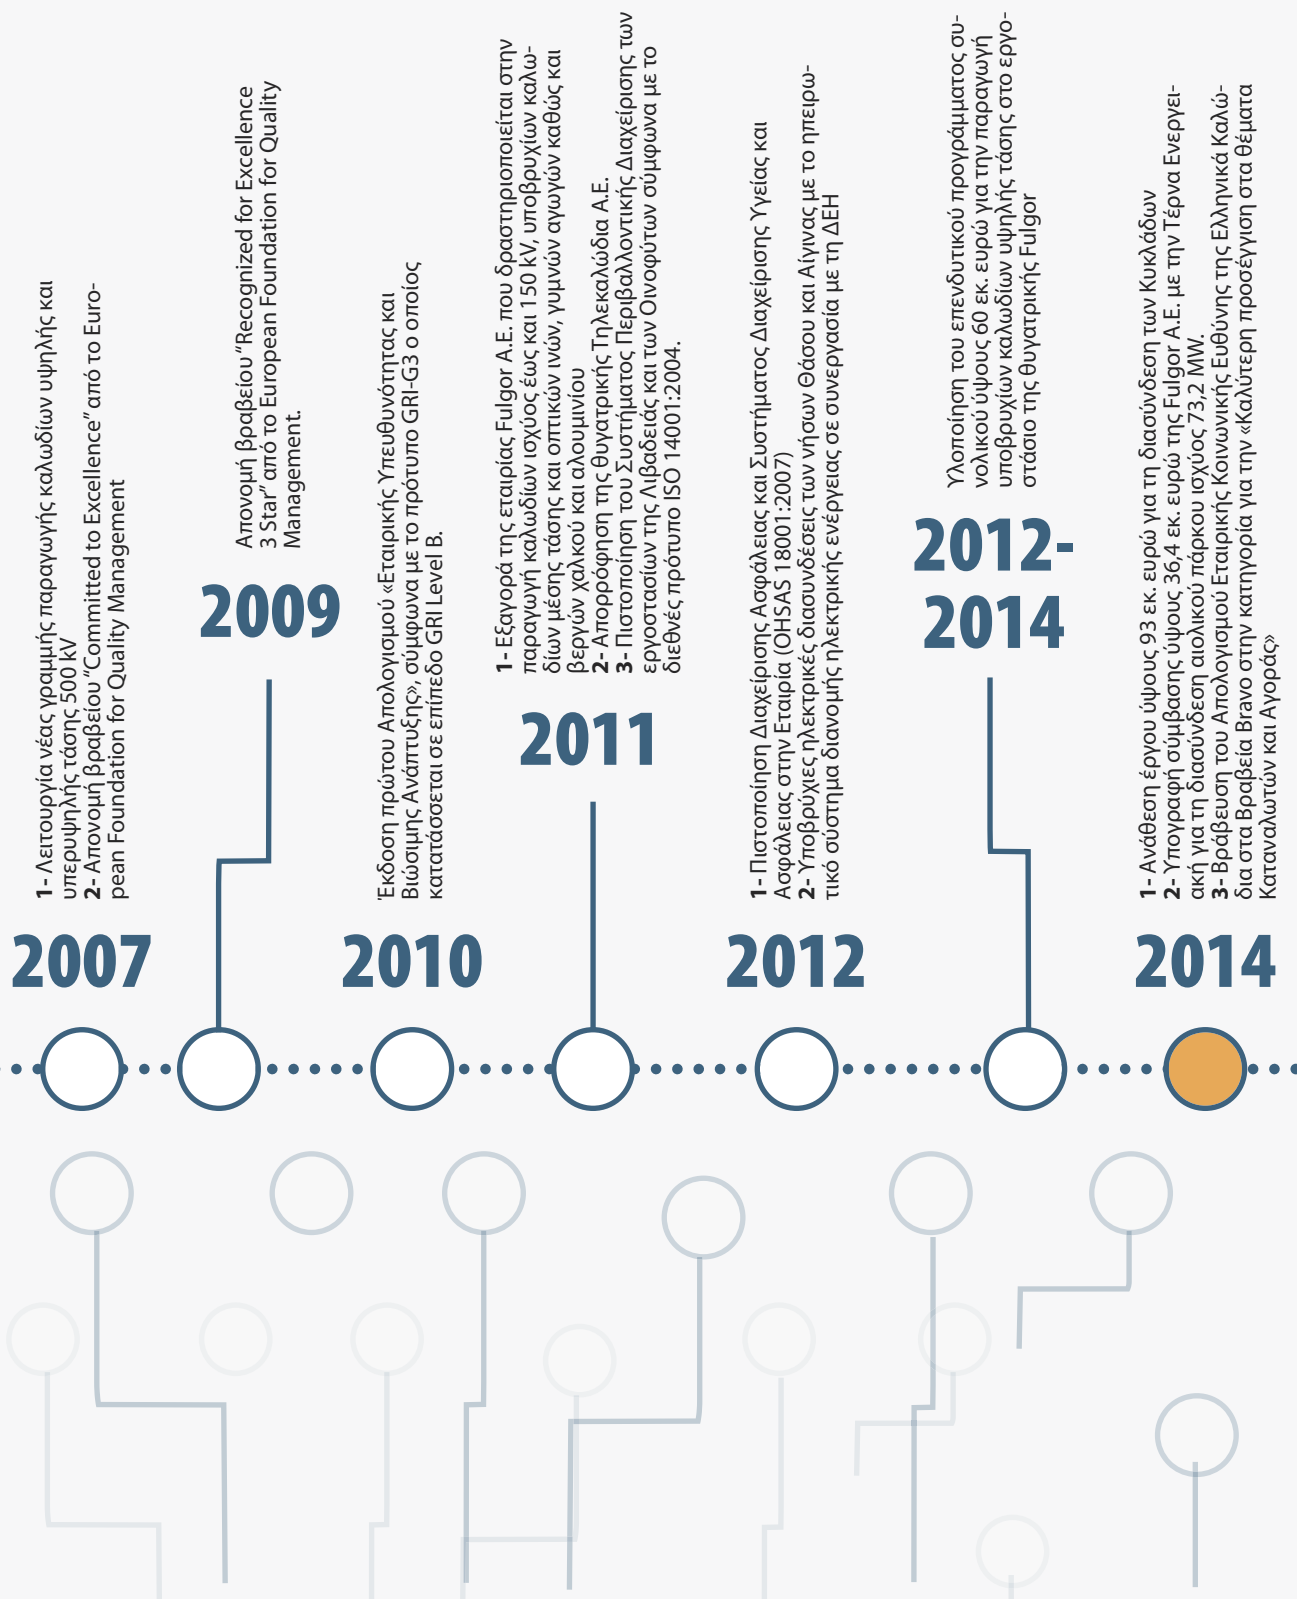 1- Λειτουργία νέας γραμμής παραγωγής καλωδίων υψηλής και
υπερυψηλής τάσης 500 kV
2- Απονομή βραβείου “Committed to Excellence” από το Euro-
pean Foundation for Quality Management
2007
Απονομή βραβείου “Recognized for Excellence
3 Star” από το European Foundation for Quality
Management.
2009
Έκδοση πρώτου Απολογισμού «Εταιρικής Υπευθυνότητας και
Βιώσιμης Ανάπτυξης», σύμφωνα με το πρότυπο GRI-G3 ο οποίος
κατατάσσεται σε επίπεδο GRI Level B.
2010
1- Εξαγορά της εταιρίας Fulgor Α.Ε. που δραστηριοποιείται στην
παραγωγή καλωδίων ισχύος έως και 150 kV, υποβρυχίων καλω-
δίων μέσης τάσης και οπτικών ινών, γυμνών αγωγών καθώς και
βεργών χαλκού και αλουμινίου
2- Απορρόφηση της θυγατρικής Τηλεκαλώδια Α.Ε.
3- Πιστοποίηση του Συστήματος Περιβαλλοντικής Διαχείρισης των
εργοστασίων της Λιβαδειάς και των Οινοφύτων σύμφωνα με το
διεθνές πρότυπο ISO 14001:2004.
2011
1- Πιστοποίηση Διαχείρισης Ασφάλειας και Συστήματος Διαχείρισης Υγείας και
Ασφάλειας στην Εταιρία (OHSAS 18001:2007)
2- Υποβρύχιες ηλεκτρικές διασυνδέσεις των νήσων Θάσου και Αίγινας με το ηπειρω-
τικό σύστημα διανομής ηλεκτρικής ενέργειας σε συνεργασία με τη ΔΕΗ
2012
Υλοποίηση του επενδυτικού προγράμματος συ-
νολικού ύψους 60 εκ. ευρώ για την παραγωγή
υποβρυχίων καλωδίων υψηλής τάσης στο εργο-
στάσιο της θυγατρικής Fulgor
2012-
2014
1- Ανάθεση έργου ύψους 93 εκ. ευρώ για τη διασύνδεση των Κυκλάδων
2- Υπογραφή σύμβασης ύψους 36,4 εκ. ευρώ της Fulgor Α.Ε. με την Τέρνα Ενεργει-
ακή για τη διασύνδεση αιολικού πάρκου ισχύος 73,2 MW.
3- Βράβευση του Απολογισμού Εταιρικής Κοινωνικής Ευθύνης της Ελληνικά Καλώ-
δια στα Βραβεία Bravo στην κατηγορία για την «Καλύτερη προσέγγιση στα θέματα
Καταναλωτών και Αγοράς»
2014